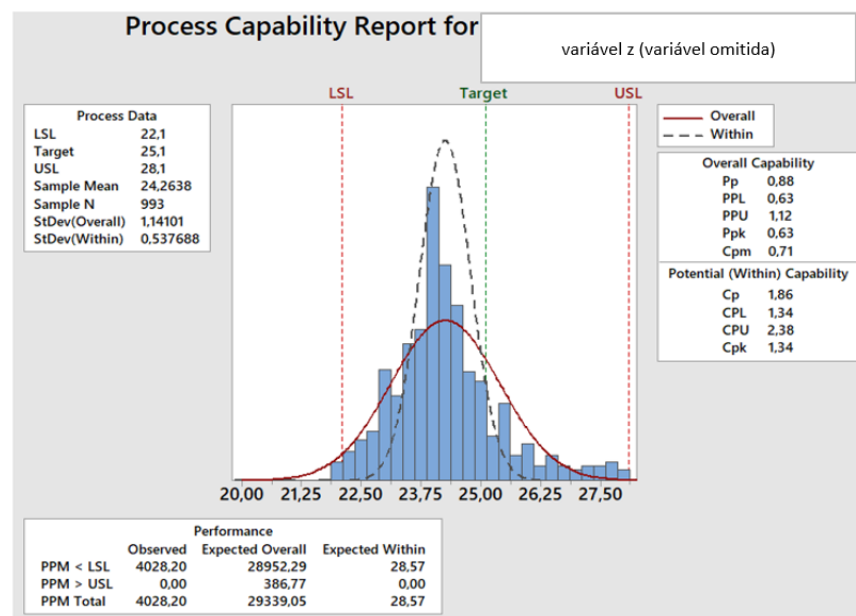 Process Capability Report for
variável z (variável omitida)
LSL Target USL
Process Data
LSL 22,1
Target 25,1
USL 28,1
Sample Mean 24,2638
Sample N 993
StDev(Overall) 1,14101
StDev(Within) 0,537688
Overall
Within
Overall Capability
Pp 0,88
PPL 0,63
PPU 1,12
Ppk 0,63
Cpm 0,71
Potential (Within) Capability
Cp 1,86
CPL 1,34
CPU 2,38
Cpk 1,34
20,00 21,25 22,50 23,75 25,00 26,25 27,50
Performance
Observed Expected Overall Expected Within
PPM < LSL 4028,20 28952,29 28,57
PPM > USL 0,00 386,77 0,00
PPM Total 4028,20 29339,05 28,57